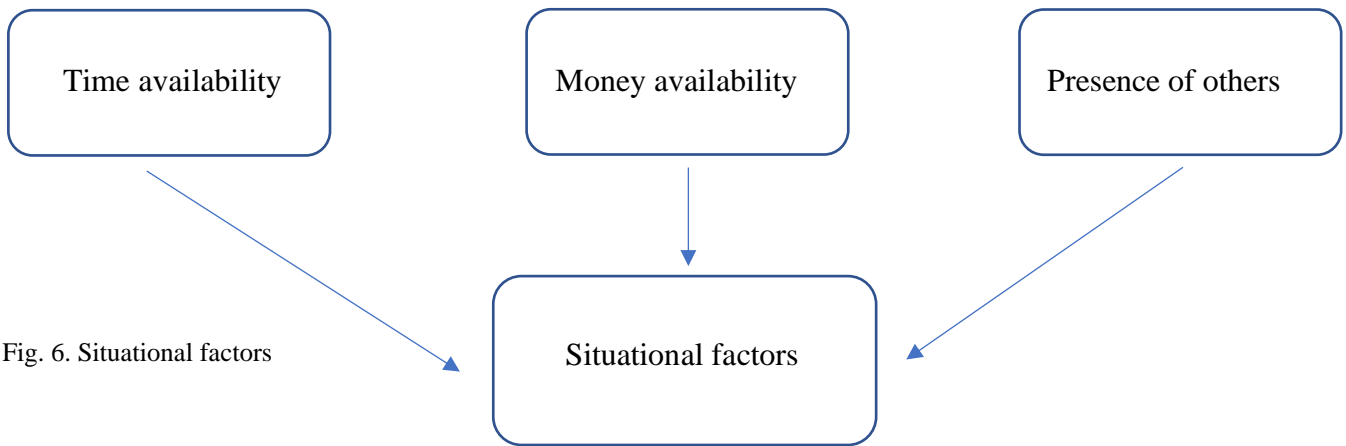 Time availability
Money availability
Presence of others
Fig. 6. Situational factors
Situational factors